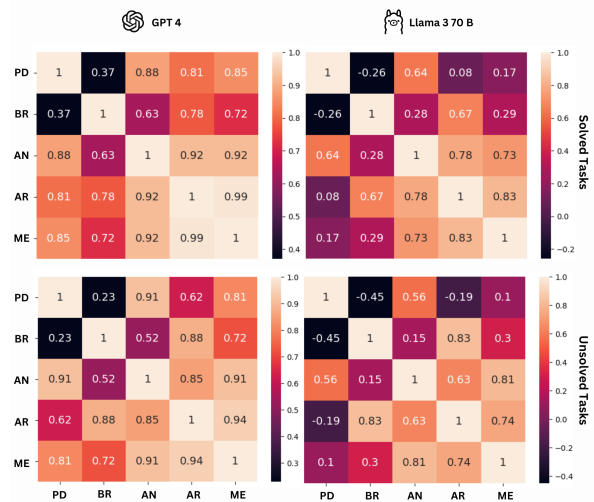 GPT 4
Llama 3 70 B
PD 1 0.37 0.88 0.81 0.85
BR 0.37 1 0.63 0.78 0.72
AN 0.88 0.63 1 0.92 0.92
AR 0.81 0.78 0.92 1 0.99
ME 0.85 0.72 0.92 0.99 1
1.0
0.9
0.8
0.7
0.6
0.5
0.4
1 -0.26 0.64 0.08 0.17
-0.26 1 0.28 0.67 0.29
0.64 0.28 1 0.78 0.73
0.08 0.67 0.78 1 0.83
0.17 0.29 0.73 0.83 1
1.0
0.8
0.6
0.4
0.2
0.0
-0.2
Solved Tasks
PD 1 0.23 0.91 0.62 0.81
BR 0.23 1 0.52 0.88 0.72
AN 0.91 0.52 1 0.85 0.91
AR 0.62 0.88 0.85 1 0.94
ME 0.81 0.72 0.91 0.94 1
PD BR AN AR ME
1.0
0.9
0.8
0.7
0.6
0.5
0.4
0.3
1 -0.45 0.56 -0.19 0.1
-0.45 1 0.15 0.83 0.3
0.56 0.15 1 0.63 0.81
-0.19 0.83 0.63 1 0.74
0.1 0.3 0.81 0.74 1
PD BR AN AR ME
1.0
0.8
0.6
0.4
0.2
0.0
-0.2
-0.4
Unsolved Tasks